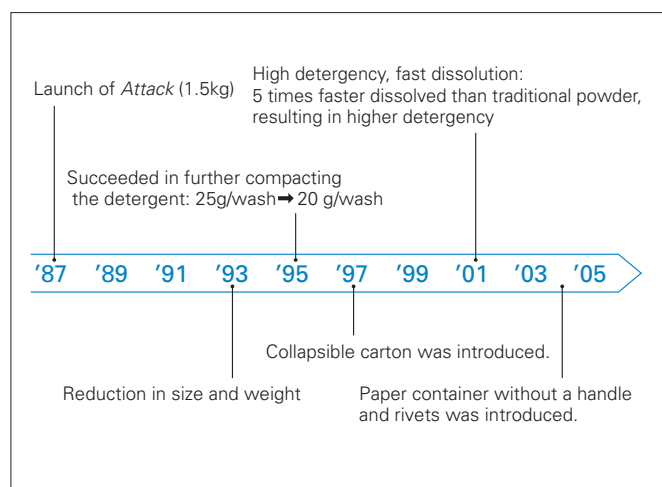 Launch of Attack (1.5kg)
High detergency, fast dissolution:
5 times faster dissolved than traditional powder,
resulting in higher detergency
Succeeded in further compacting
the detergent: 25g/wash➡20 g/wash
’87 ’89 ’91 ’93 ’95 ’97 ’99 ’01 ’03 ’05
Collapsible carton was introduced.
Reduction in size and weight
Paper container without a handle
and rivets was introduced.